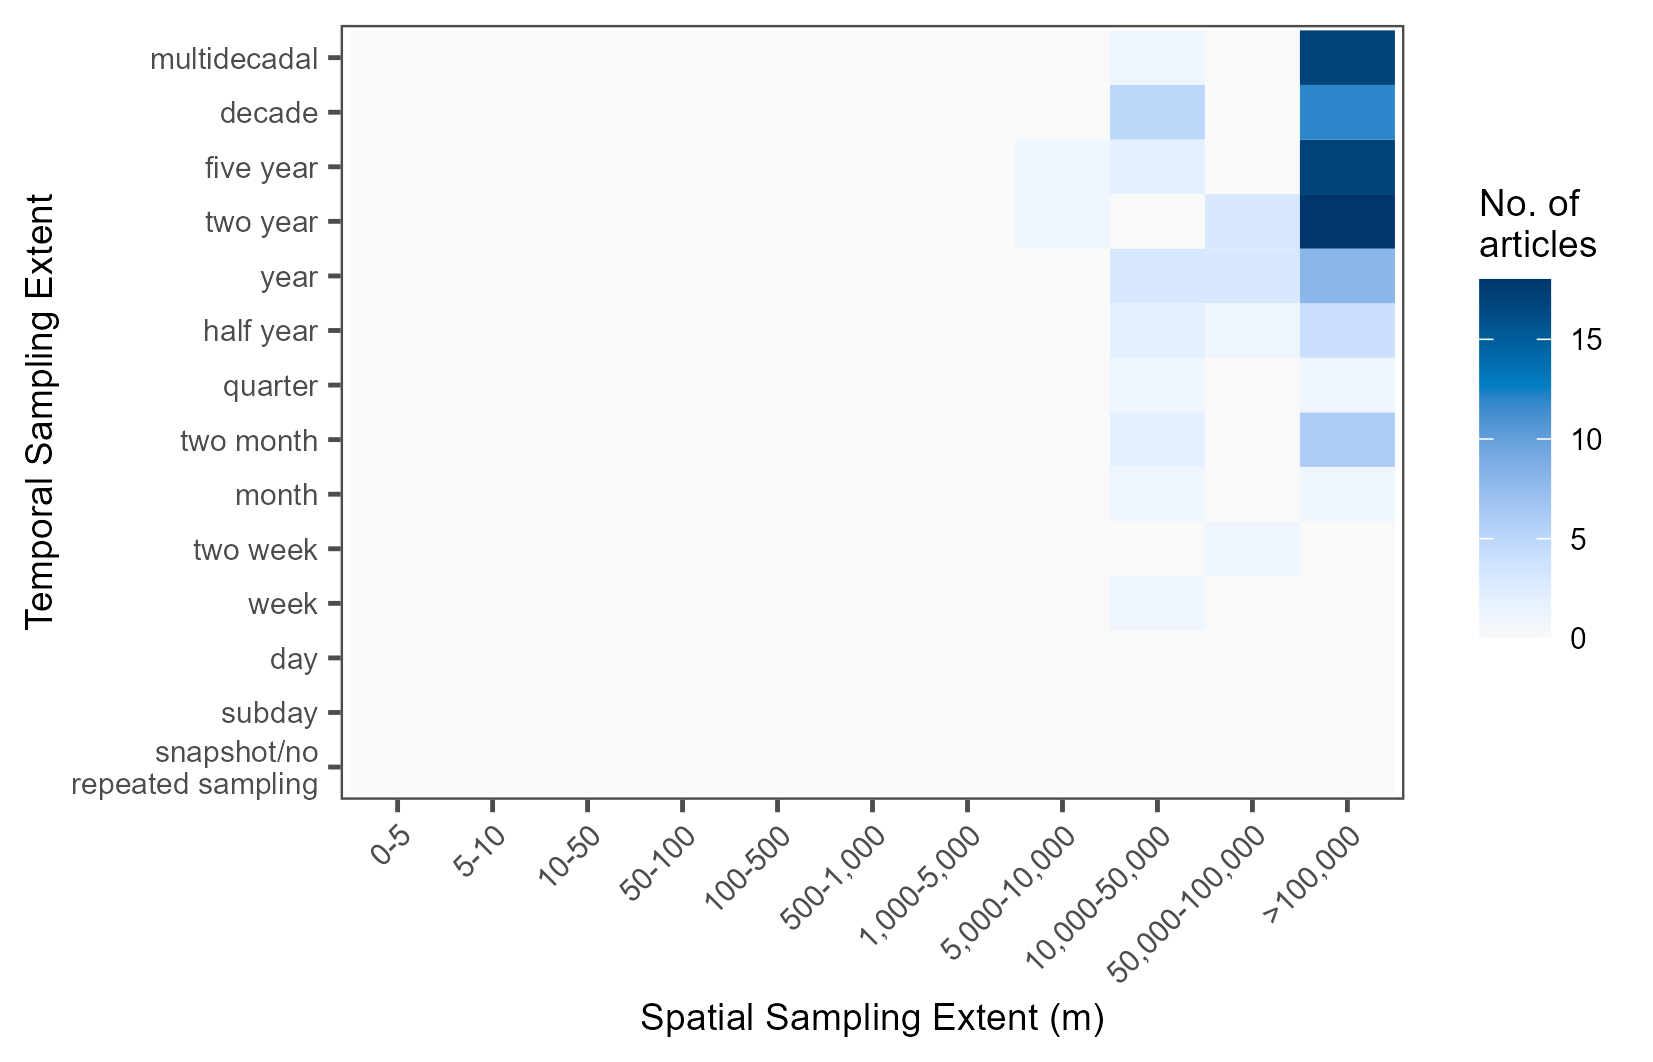 multidecadal
decade
five year
two year
year
half year
quarter
two month
month
two week
week
day
subday
snapshot/no
repeated sampling
Temporal Sampling Extent
0-5
5-10
10-50
50-100
100-500
500-1,000
1,000-5,000
5,000-10,000
10,000-50,000
50,000-100,000
>100,000
Spatial Sampling Extent (m)
No. of
articles
15
10
5
0